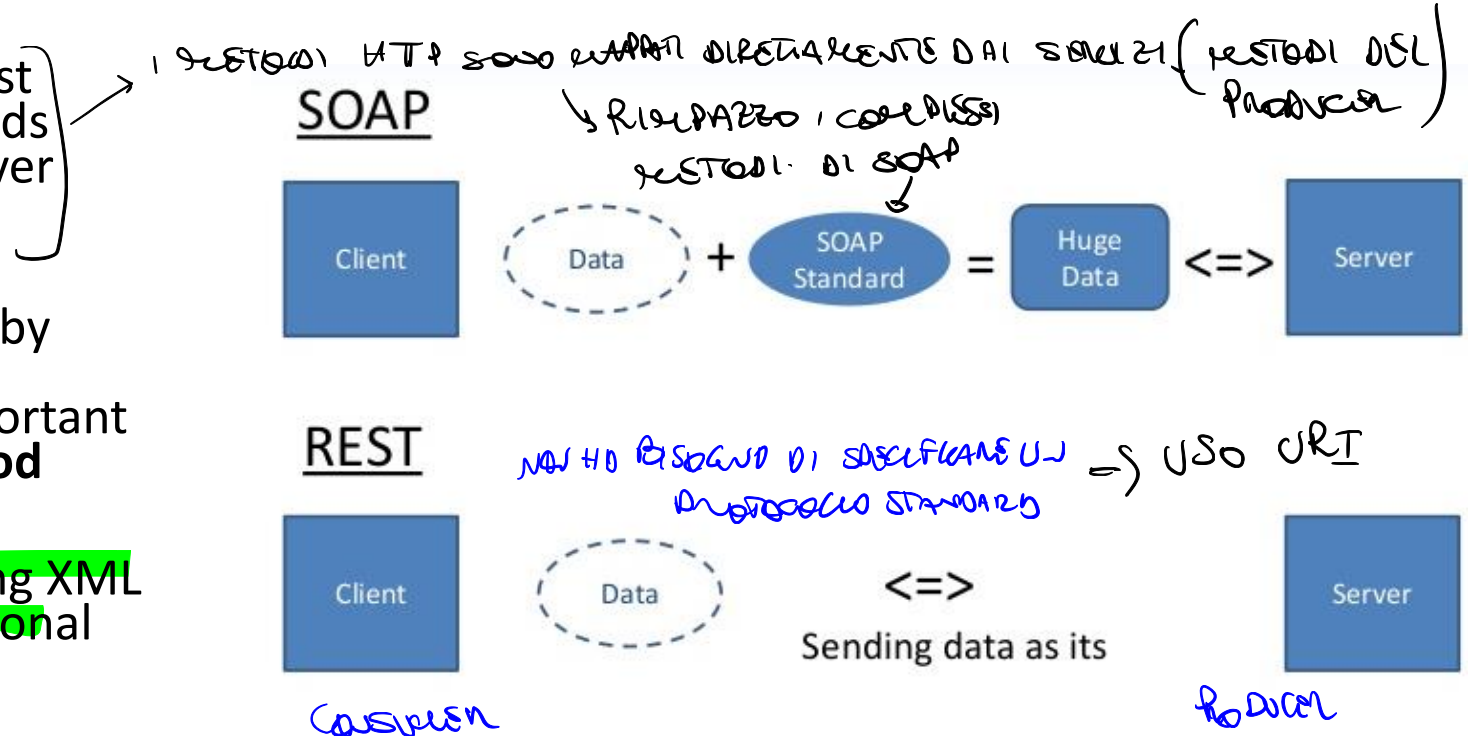 st
ds
ver
by
ortant
od
ng XML
onal
I METODI HTTP SONO MAPPATI DIRETTAMENTE DAI SERVIZI (METODI DEL
PRODUCER)
↳ RIMPIAZZO I COMPLESSI
METODI DI SOAP
SOAP
Client
Data
+
SOAP
Standard
=
Huge
Data
<=>
Server
REST
NON HO BISOGNO DI SPECIFICARE UN
PROTOCOLLO STANDARD
=> USO URI
Client
Data
<=>
Sending data as its
Server
CONSUMER
PRODUCER